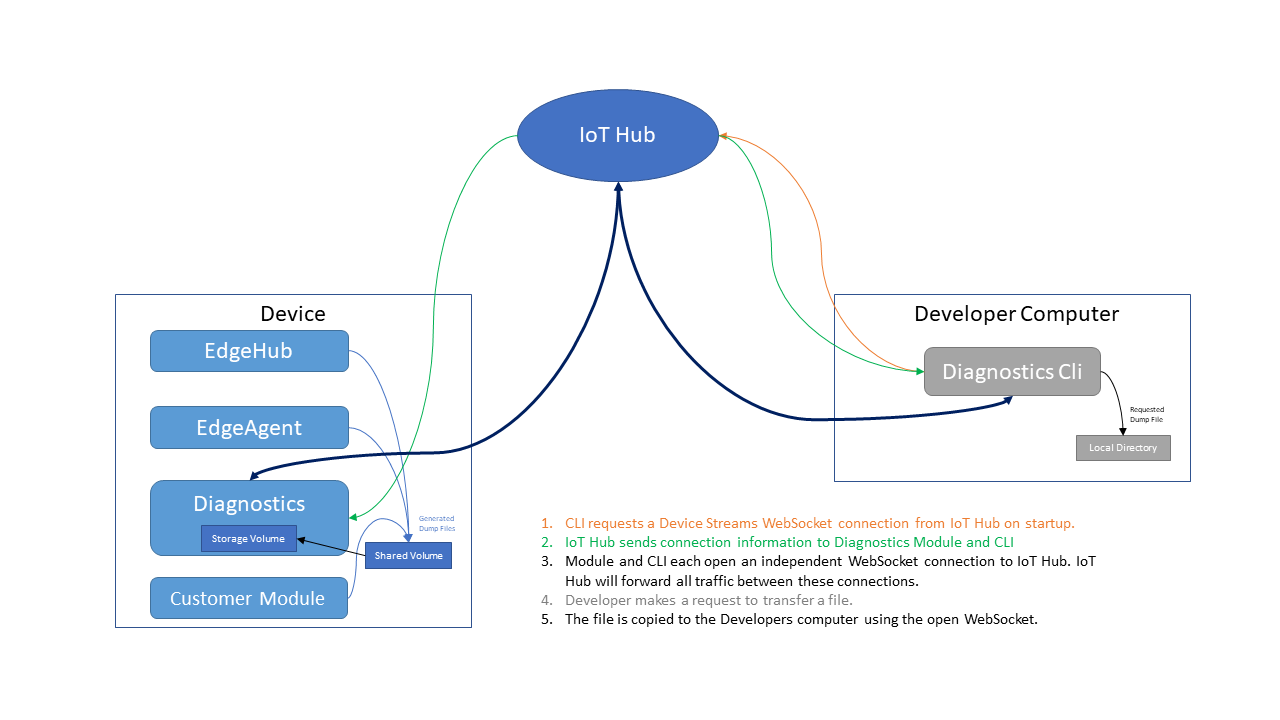 IoT Hub
Device
EdgeHub
EdgeAgent
Diagnostics
Storage Volume
Generated
Dump Files
Shared Volume
Customer Module
Developer Computer
Diagnostics Cli
Requested
Dump File
Local Directory
1. CLI requests a Device Streams WebSocket connection from IoT Hub on startup.
2. IoT Hub sends connection information to Diagnostics Module and CLI
3. Module and CLI each open an independent WebSocket connection to IoT Hub. IoT
Hub will forward all traffic between these connections.
4. Developer makes a request to transfer a file.
5. The file is copied to the Developers computer using the open WebSocket.